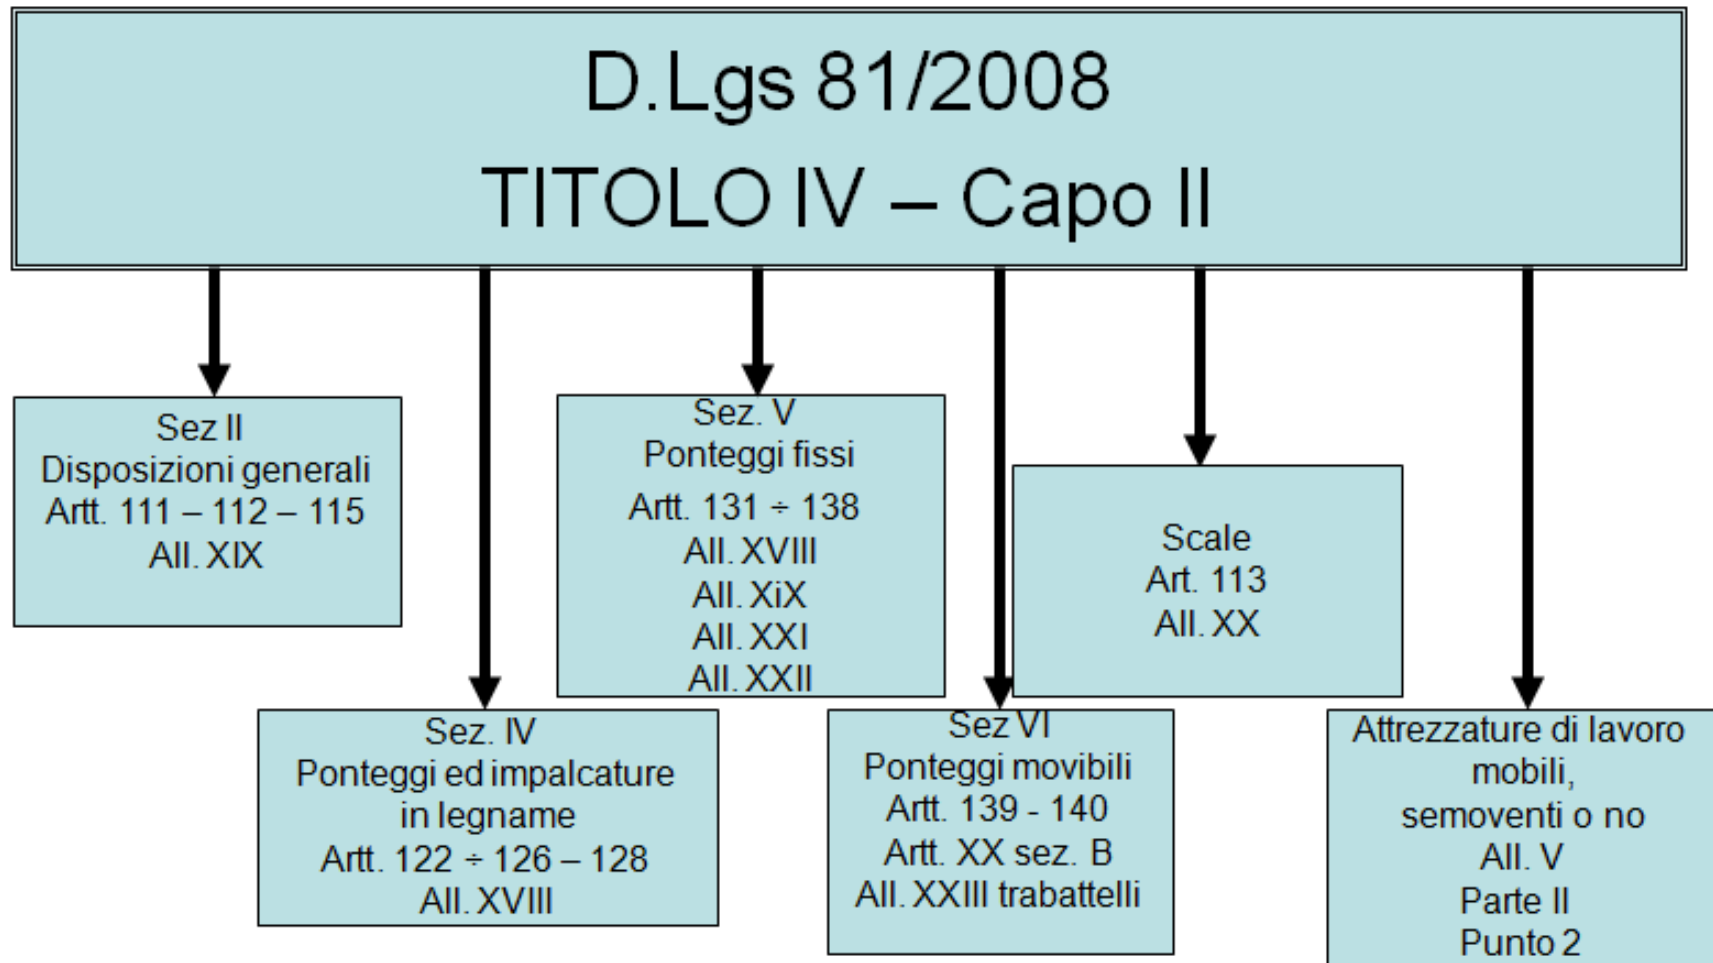 D.Lgs 81/2008
TITOLO IV – Capo II
Sez II
Disposizioni generali
Artt. 111 – 112 – 115
All. XIX
Sez. IV
Ponteggi ed impalcature
in legname
Artt. 122 ÷ 126 – 128
All. XVIII
Sez. V
Ponteggi fissi
Artt. 131 ÷ 138
All. XVIII
All. XiX
All. XXI
All. XXII
Sez VI
Ponteggi movibili
Artt. 139 - 140
Artt. XX sez. B
All. XXIII trabattelli
Scale
Art. 113
All. XX
Attrezzature di lavoro
mobili,
semoventi o no
All. V
Parte II
Punto 2